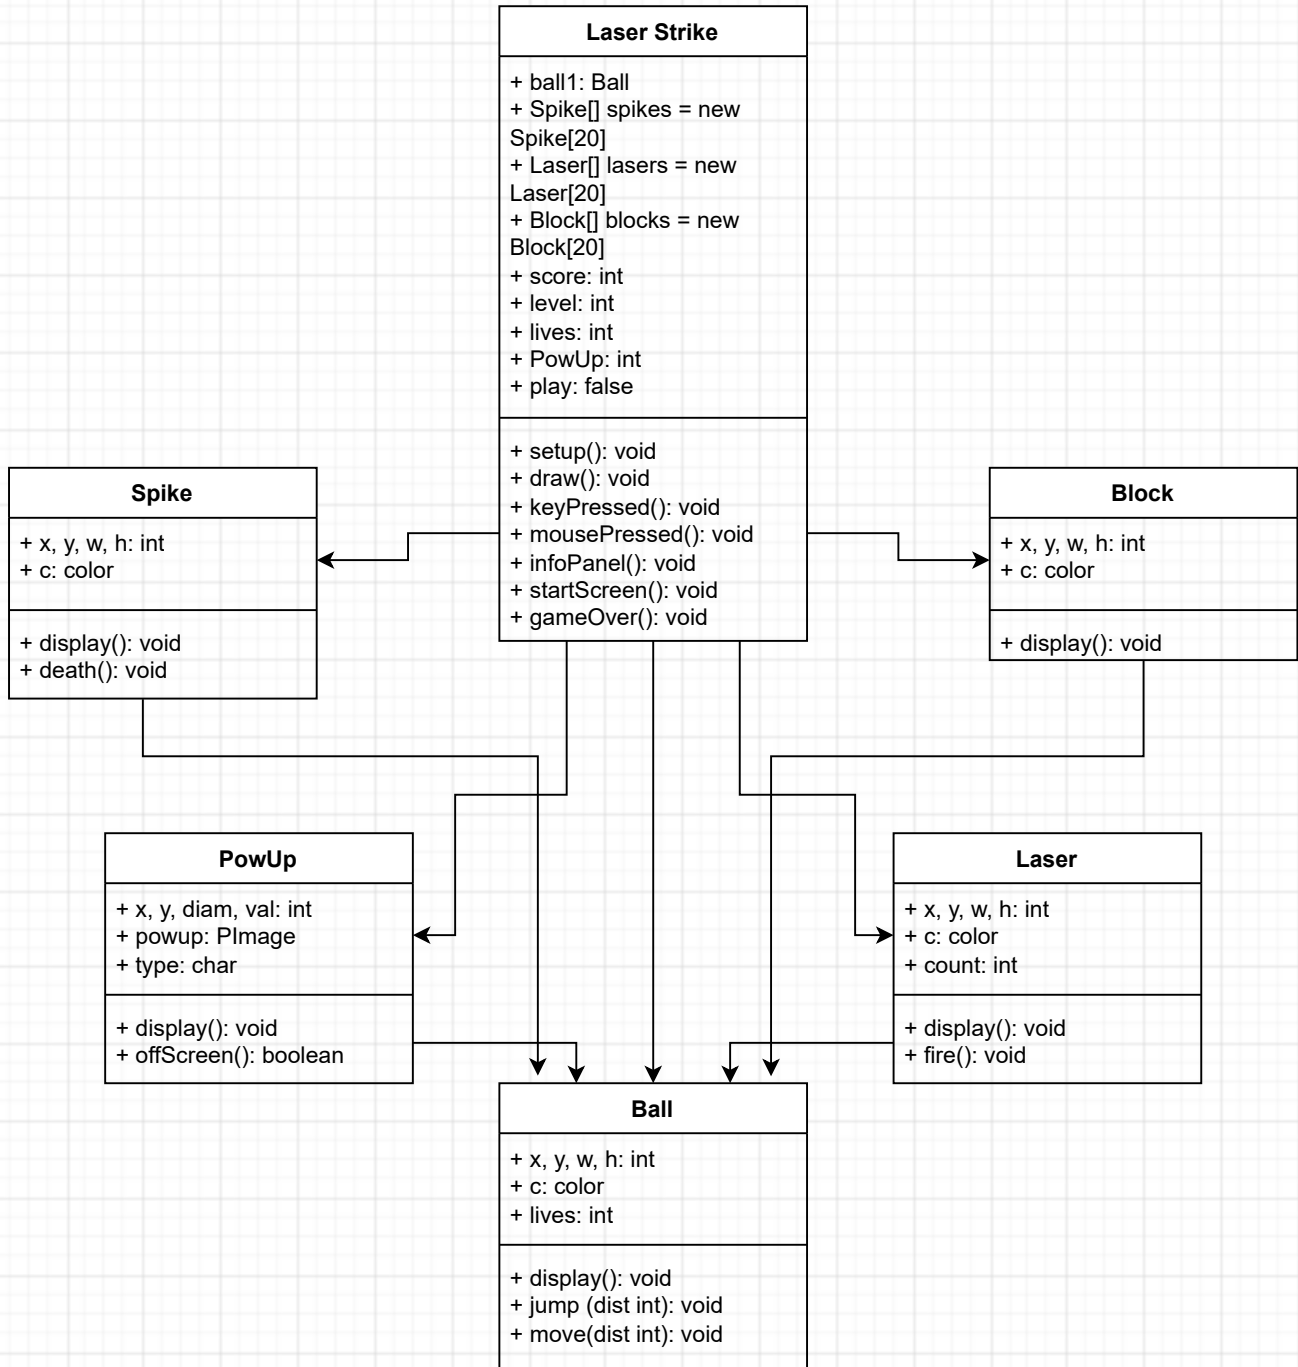 Laser Strike
+ ball1: Ball
+ Spike[] spikes = new
Spike[20]
+ Laser[] lasers = new
Laser[20]
+ Block[] blocks = new
Block[20]
+ score: int
+ level: int
+ lives: int
+ PowUp: int
+ play: false
+ setup(): void
+ draw(): void
+ keyPressed(): void
+ mousePressed(): void
+ infoPanel(): void
+ startScreen(): void
+ gameOver(): void
Spike
+ x, y, w, h: int
+ c: color
+ display(): void
+ death(): void
Block
+ x, y, w, h: int
+ c: color
+ display(): void
PowUp
+ x, y, diam, val: int
+ powup: PImage
+ type: char
+ display(): void
+ offScreen(): boolean
Laser
+ x, y, w, h: int
+ c: color
+ count: int
+ display(): void
+ fire(): void
Ball
+ x, y, w, h: int
+ c: color
+ lives: int
+ display(): void
+ jump (dist int): void
+ move(dist int): void